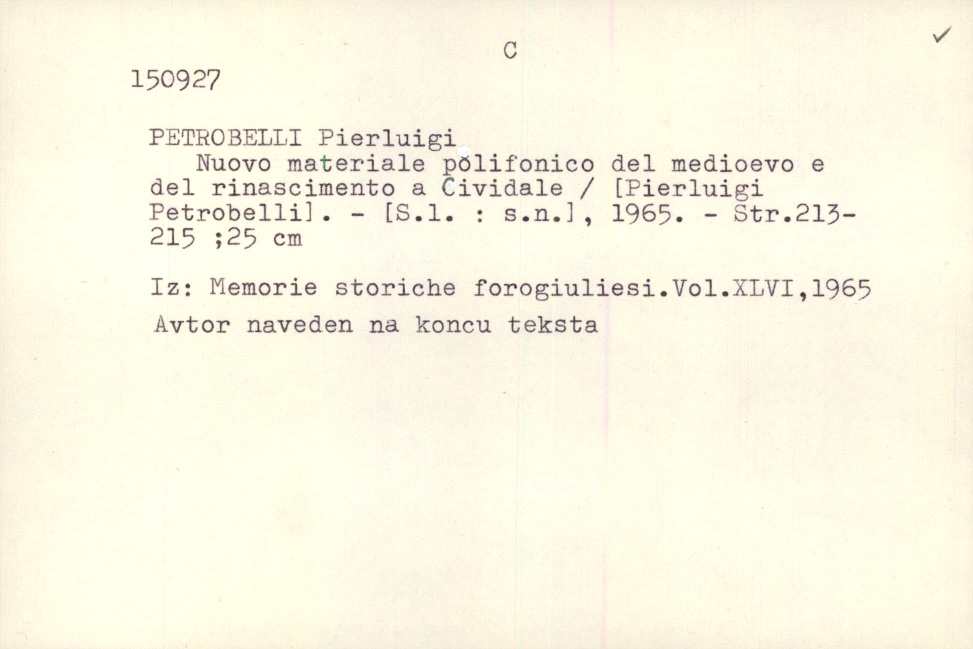 C
150927
PETROBELLI Pierluigi
Nuovo materiale polifonico del medioevo e
del rinascimento a Cividale / [Pierluigi
Petrobelli]. - [S.l. : s.n.], 1965. - Str.213-
215 ;25 cm
Iz: Memorie storiche forogiuliesi.Vol.XLVI,1965
Avtor naveden na koncu teksta